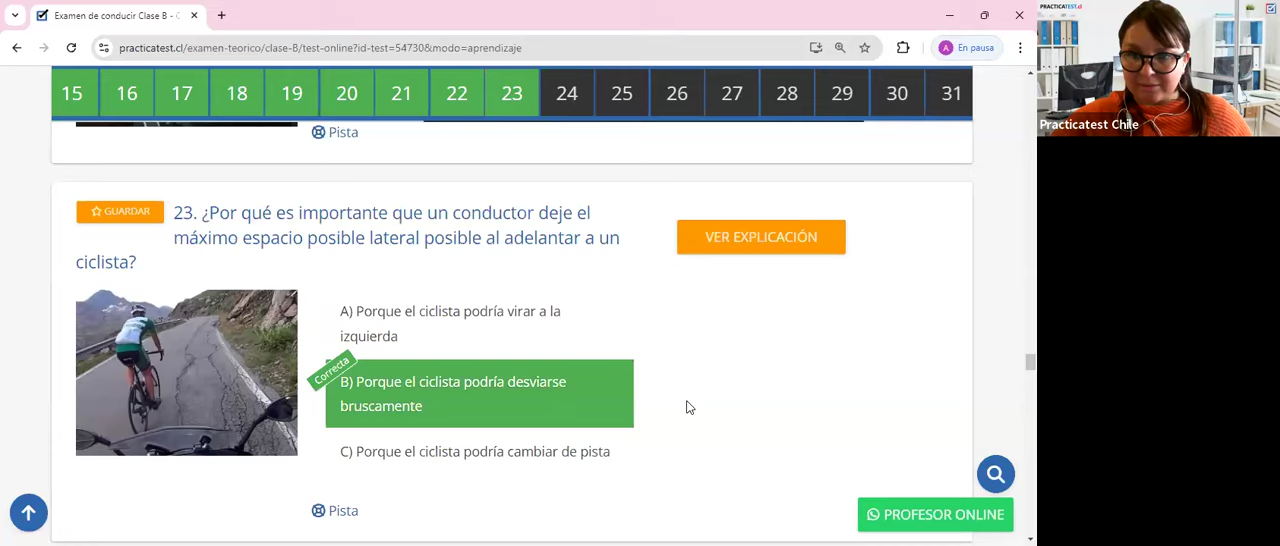 Examen de conducir Clase B - C
practicatest.cl/examen-teorico/clase-B/test-online?id-test=54730&modo=aprendizaje
A
En pausa
PRACTICATEST.cl
Practicatest Chile
15 16 17 18 19 20 21 22 23 24 25 26 27 28 29 30 31
Pista
GUARDAR
23. ¿Por qué es importante que un conductor deje el
máximo espacio posible lateral posible al adelantar a un
ciclista?
VER EXPLICACIÓN
A) Porque el ciclista podría virar a la
izquierda
Correcta
B) Porque el ciclista podría desviarse
bruscamente
C) Porque el ciclista podría cambiar de pista
Pista
PROFESOR ONLINE